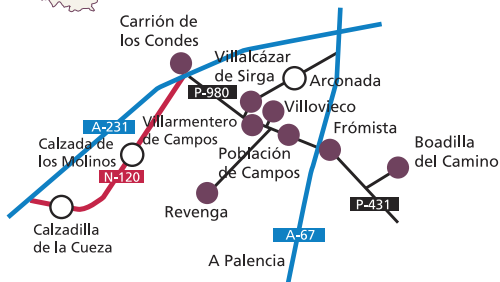 Carrión de
los Condes
Villalcázar
de Sirga
Arconada
P-980
Villovieco
A-231
Villarmentero
de Campos
Frómista
Calzada de
los Molinos
Población
de Campos
Boadilla
del Camino
N-120
Revenga
P-431
Calzadilla
de la Cueza
A-67
A Palencia